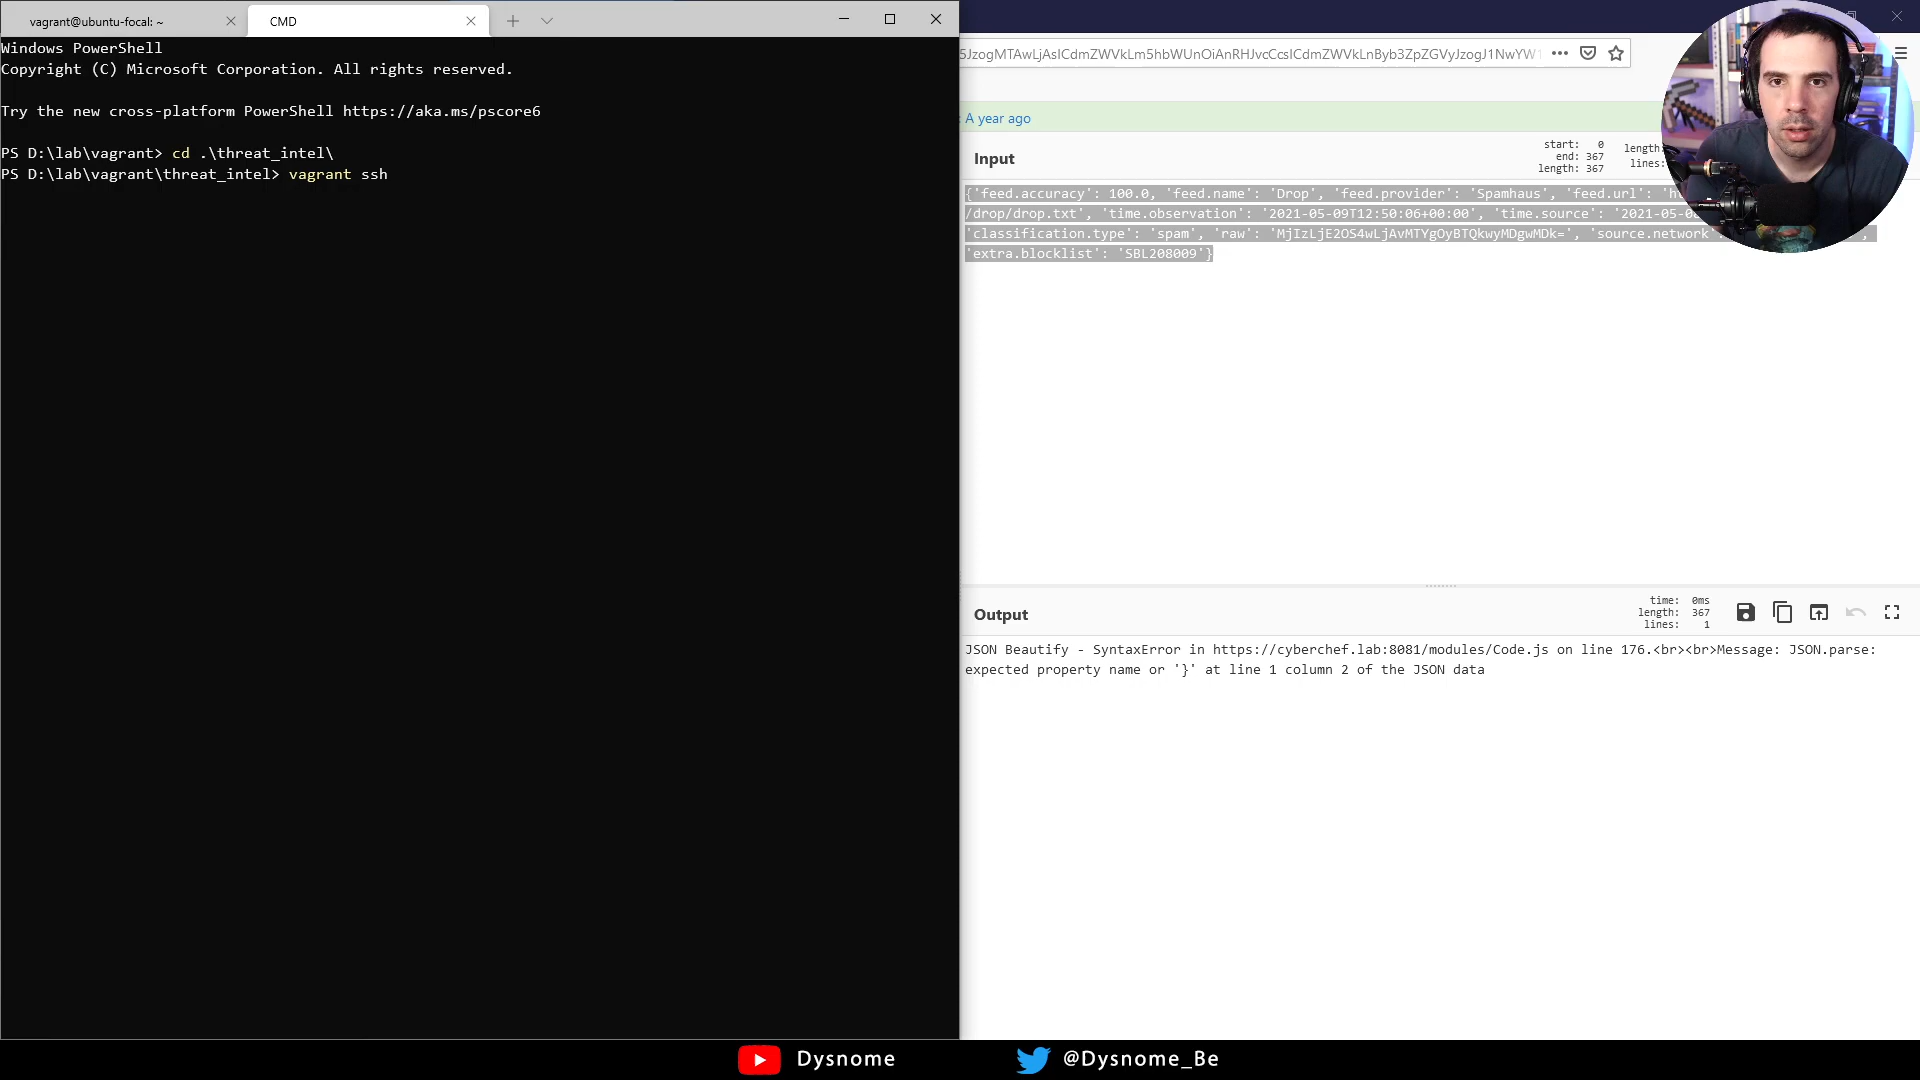 vagrant@ubuntu-focal: ~
CMD
Windows PowerShell
Copyright (C) Microsoft Corporation. All rights reserved.
Try the new cross-platform PowerShell https://aka.ms/pscore6
PS D:\lab\vagrant> cd .\threat_intel\
PS D:\lab\vagrant\threat_intel> vagrant ssh
5JzogMTAwLjAsICdmZWVkLm5hbWUnOiAnRHJvcCcsICdmZWVkLnByb3ZpZGVyJzogJ1NwYW1
A year ago
Input
start: 0
end: 367
length: 367
length:
lines:
{'feed.accuracy': 100.0, 'feed.name': 'Drop', 'feed.provider': 'Spamhaus', 'feed.url':
/drop/drop.txt', 'time.observation': '2021-05-09T12:50:06+00:00', 'time.source':
'classification.type': 'spam', 'raw': 'MjIzLjE2OS4wLjAvMTYgOyBTQkwyMDgwMDk=', 'source.network'
'extra.blocklist': 'SBL208009'}
Output
time: 0ms
length: 367
lines: 1
JSON Beautify - SyntaxError in https://cyberchef.lab:8081/modules/Code.js on line 176.<br><br>Message: JSON.parse:
expected property name or '}' at line 1 column 2 of the JSON data
Dysnome
@Dysnome_Be